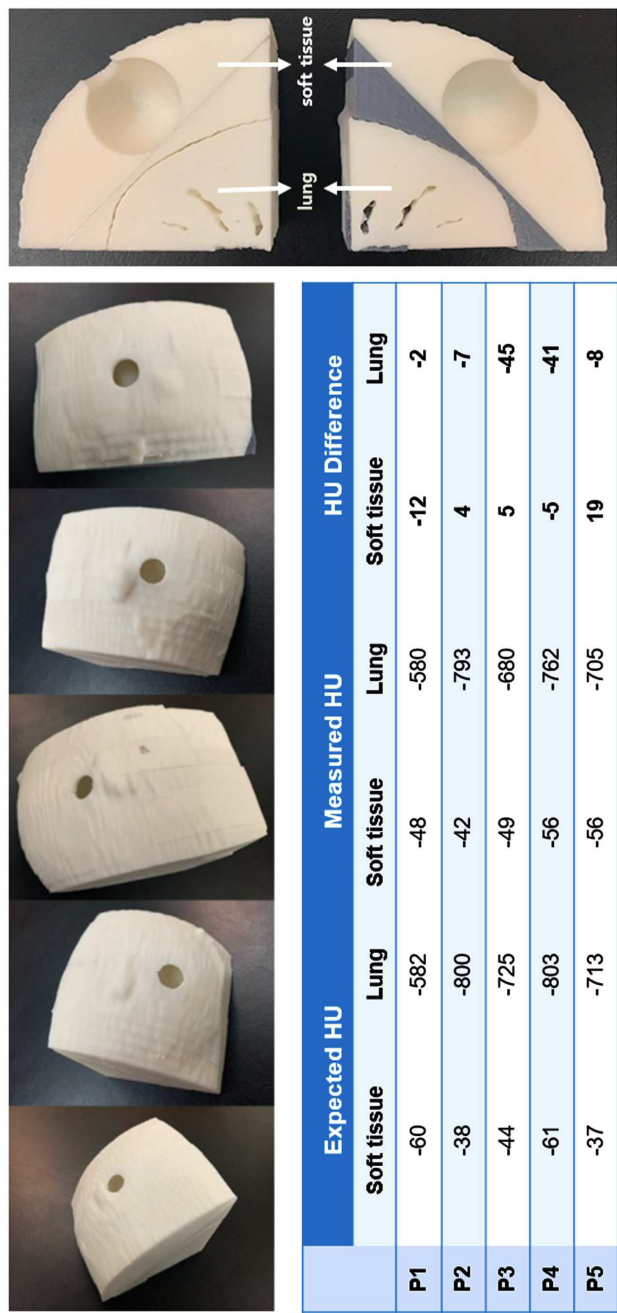 soft tissue
lung
Expected HU Measured HU HU Difference
Soft tissue Lung Soft tissue Lung Soft tissue Lung
P1 -60 -582 -48 -580 -12 -2
P2 -38 -800 -42 -793 4 -7
P3 -44 -725 -49 -680 5 -45
P4 -61 -803 -56 -762 -5 -41
P5 -37 -713 -56 -705 19 -8